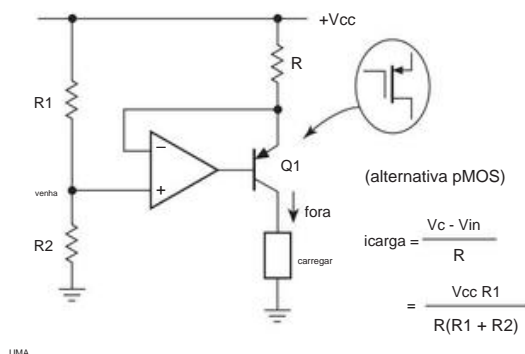 +Vcc
R1
R
−
+
Q1
venha
(alternativa pMOS)
fora
R2
carregar
icarga = Vc - Vin
R
= Vcc R1
R(R1 + R2)
UMA